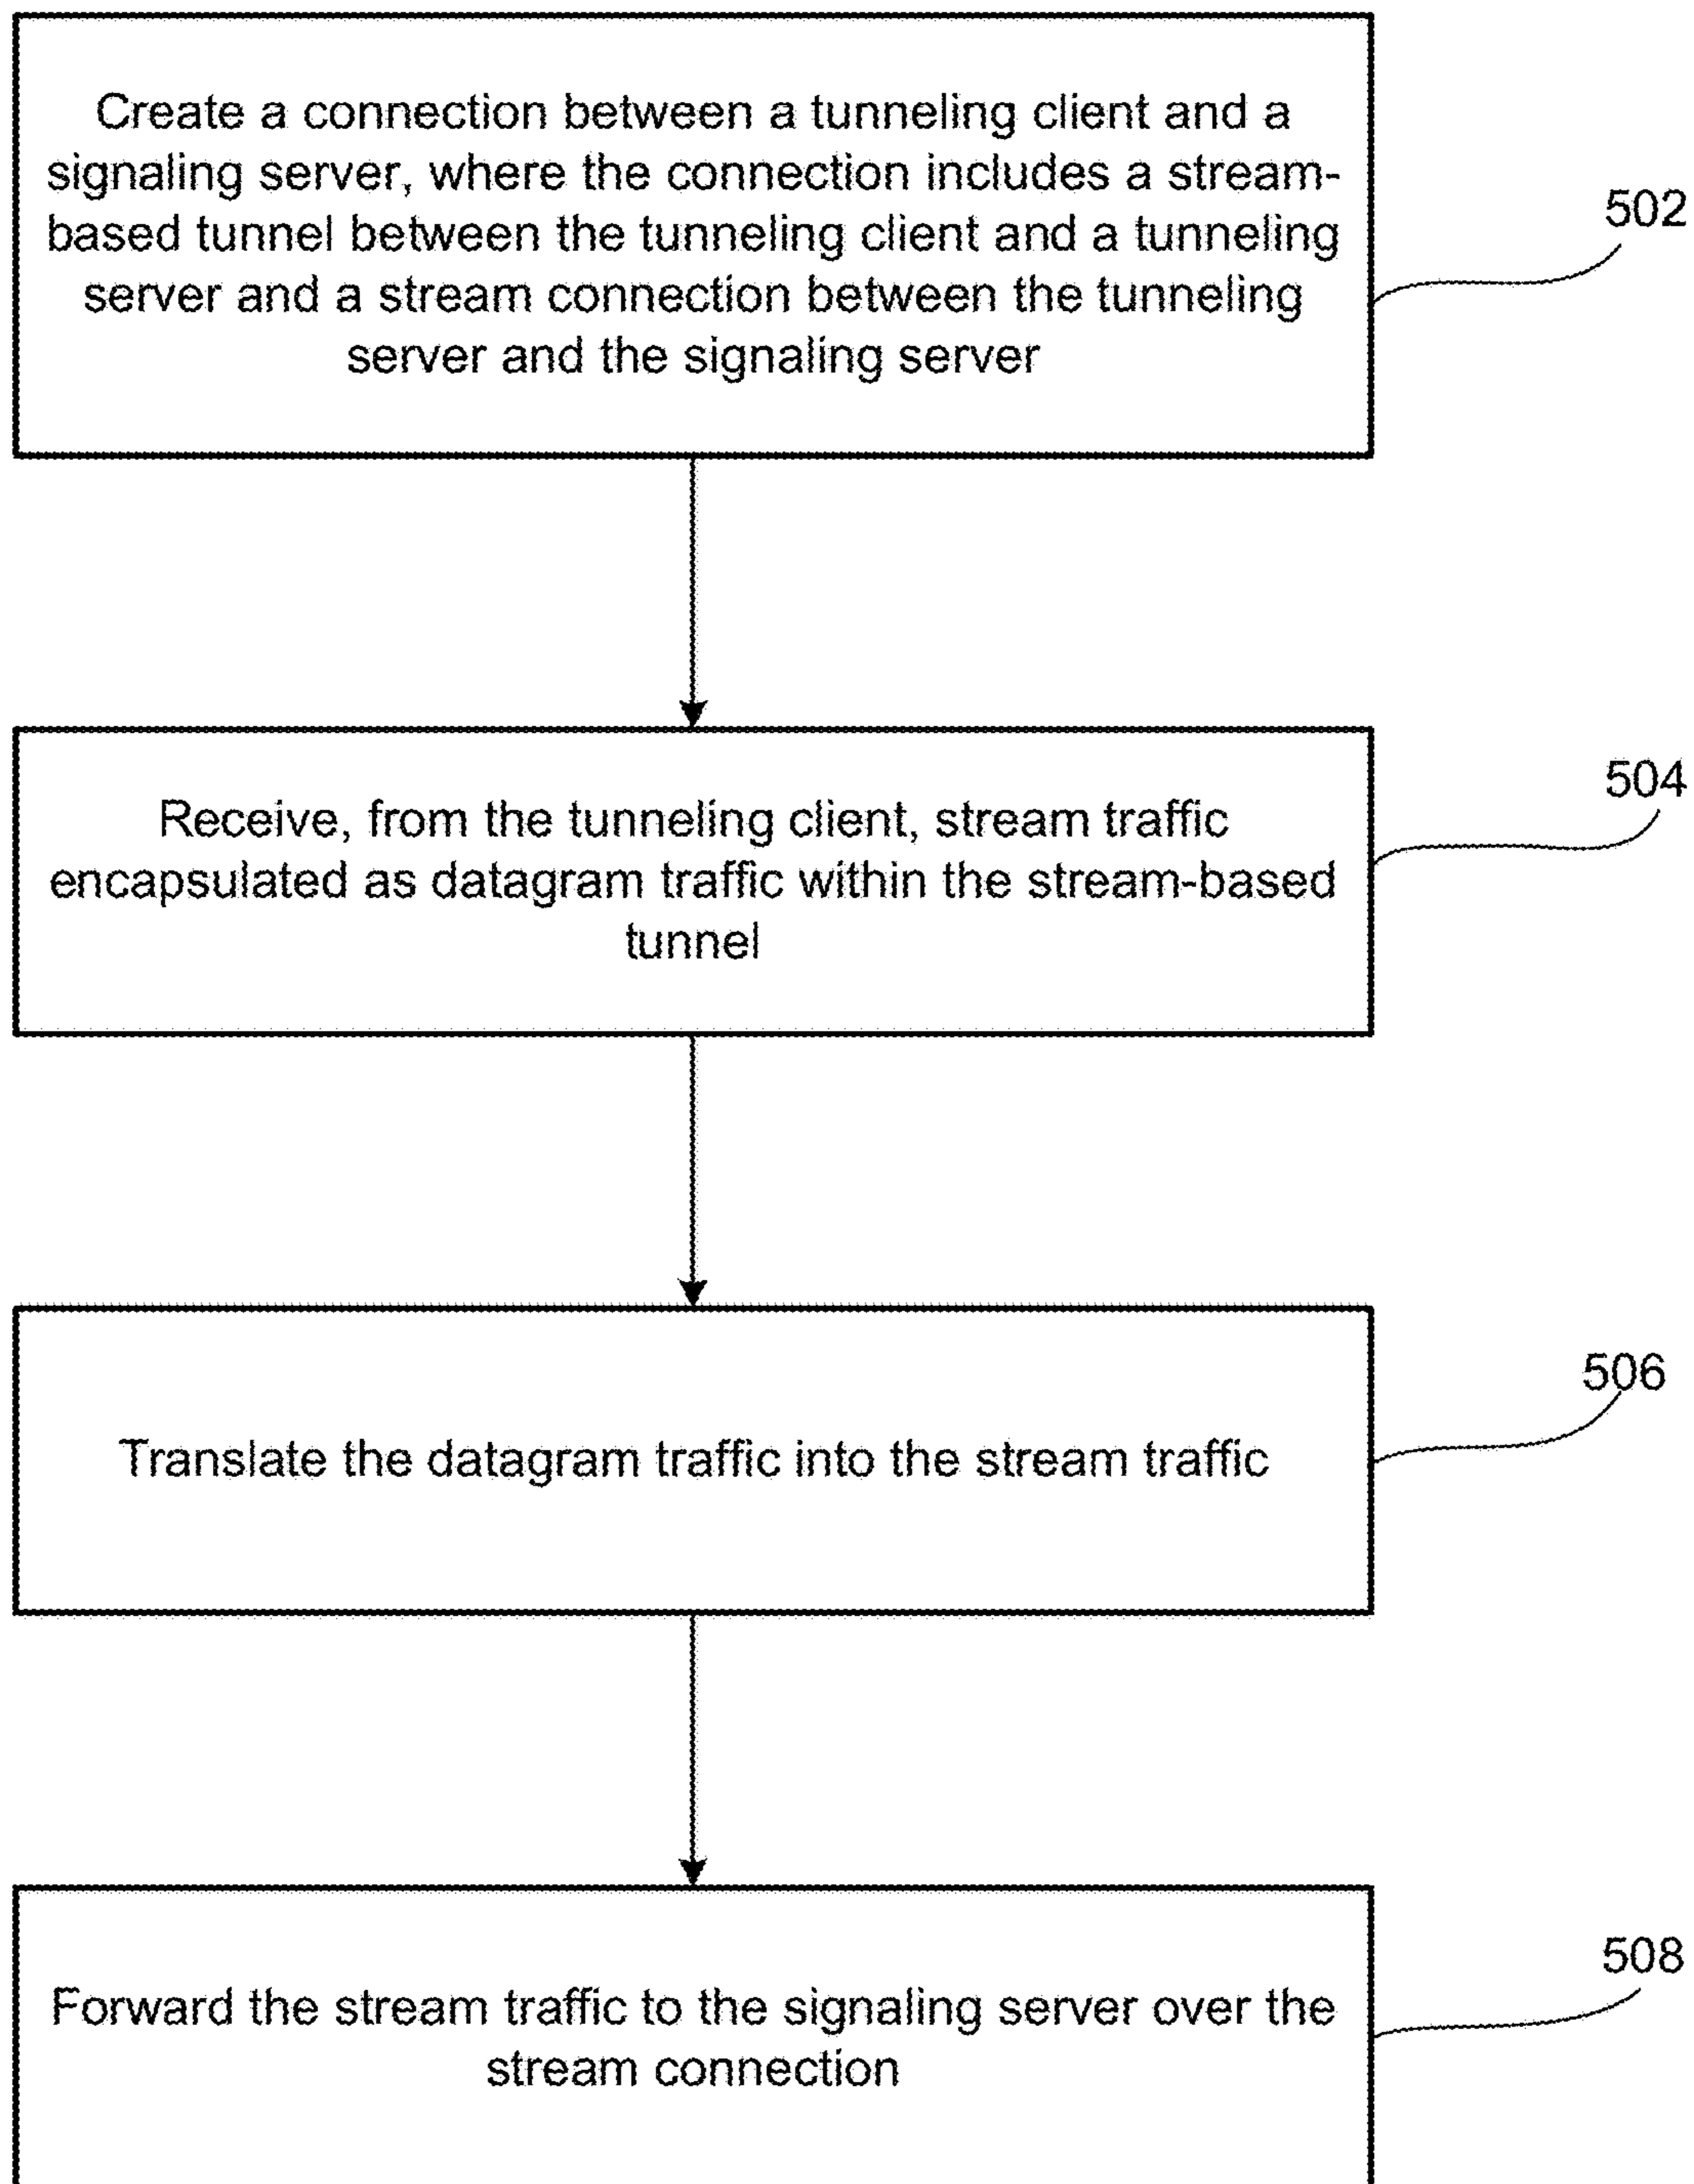 Create a connection between a tunneling client and a
signaling server, where the connection includes a stream-
based tunnel between the tunneling client and a tunneling
server and a stream connection between the tunneling
server and the signaling server
502
Receive, from the tunneling client, stream traffic
encapsulated as datagram traffic within the stream-based
tunnel
504
Translate the datagram traffic into the stream traffic
506
Forward the stream traffic to the signaling server over the
stream connection
508